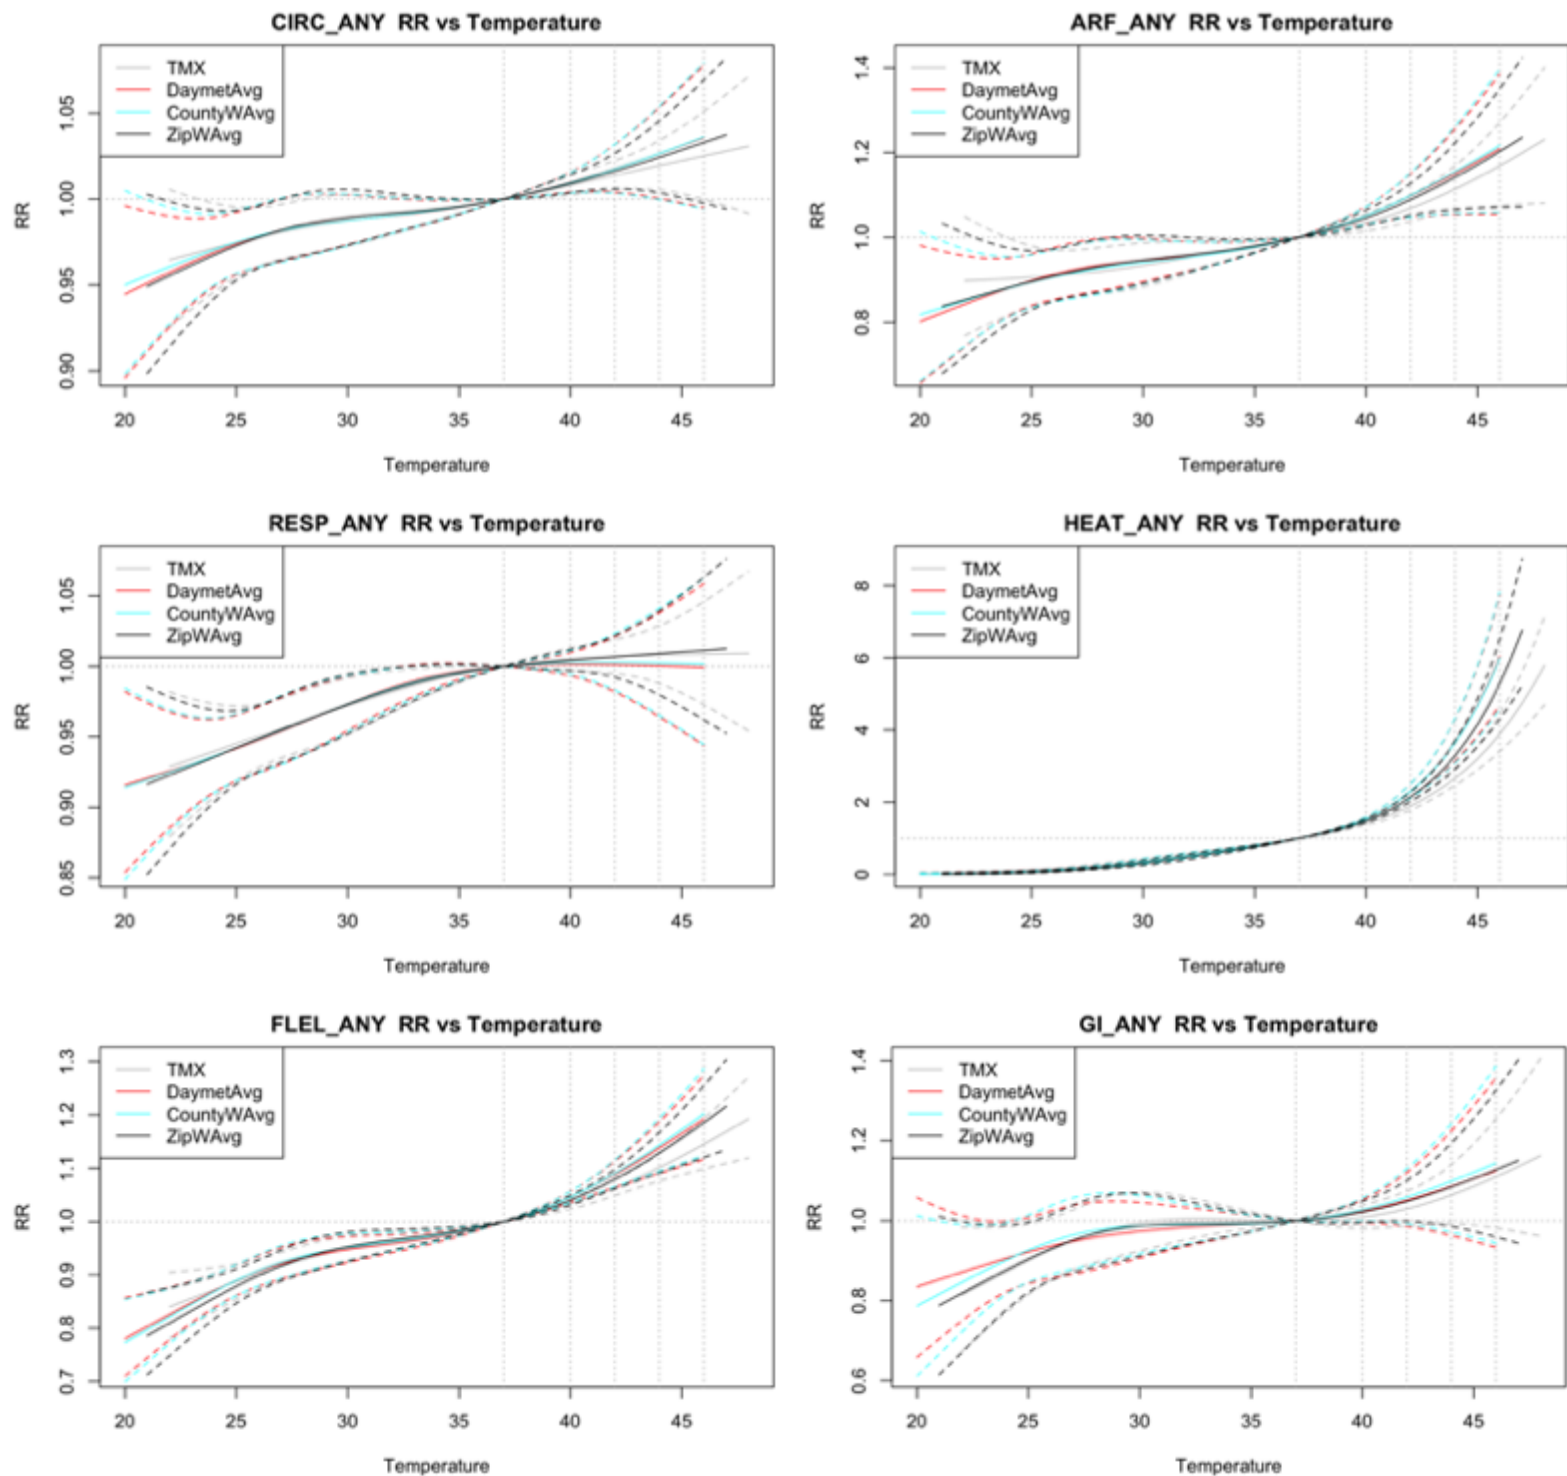 CIRC_ANY RR vs Temperature
TMX
DaymetAvg
CountyWAvg
ZipWAvg
RR
0.90 0.95 1.00 1.05
20 25 30 35 40 45
Temperature
ARF_ANY RR vs Temperature
TMX
DaymetAvg
CountyWAvg
ZipWAvg
RR
0.8 1.0 1.2 1.4
20 25 30 35 40 45
Temperature
RESP_ANY RR vs Temperature
TMX
DaymetAvg
CountyWAvg
ZipWAvg
RR
0.85 0.90 0.95 1.00 1.05
20 25 30 35 40 45
Temperature
HEAT_ANY RR vs Temperature
TMX
DaymetAvg
CountyWAvg
ZipWAvg
RR
0 2 4 6 8
20 25 30 35 40 45
Temperature
FLEL_ANY RR vs Temperature
TMX
DaymetAvg
CountyWAvg
ZipWAvg
RR
0.7 0.8 0.9 1.0 1.1 1.2 1.3
20 25 30 35 40 45
Temperature
GI_ANY RR vs Temperature
TMX
DaymetAvg
CountyWAvg
ZipWAvg
RR
0.6 0.8 1.0 1.2 1.4
20 25 30 35 40 45
Temperature